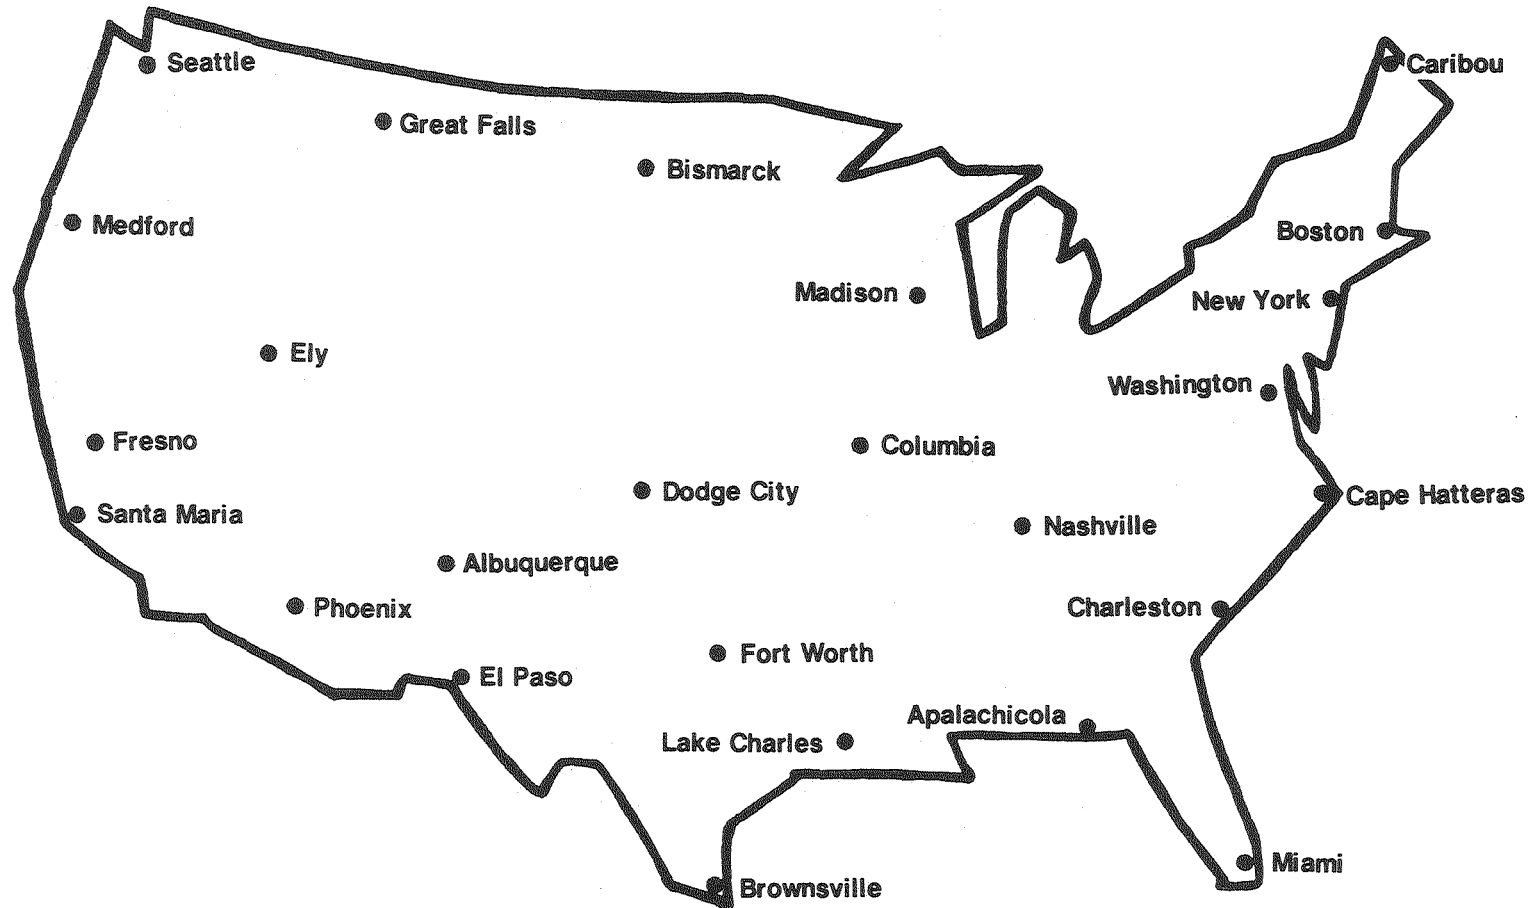 Seattle
Caribou
Great Falls
Bismarck
Medford
Boston
Madison
New York
Ely
Washington
Fresno
Columbia
Dodge City
Cape Hatteras
Santa Maria
Nashville
Albuquerque
Phoenix
Charleston
Fort Worth
El Paso
Apalachicola
Lake Charles
Miami
Brownsville